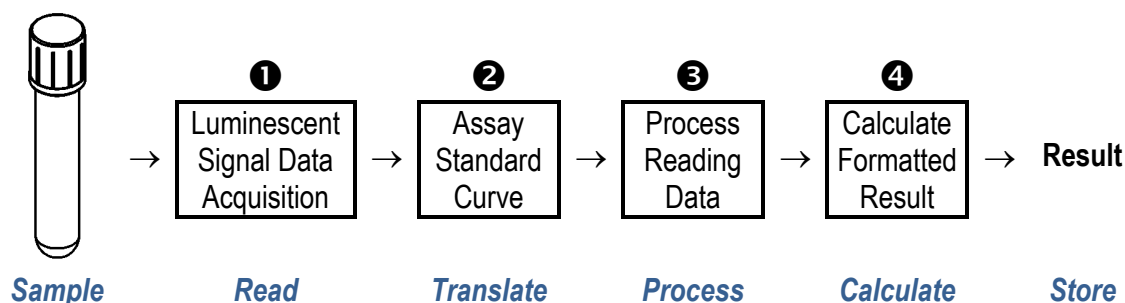 ❶ ❷ ❸ ❹
Luminescent
Signal Data
Acquisition
Assay
Standard
Curve
Process
Reading
Data
Calculate
Formatted
Result
→ → → → → Result
Sample Read Translate Process Calculate Store